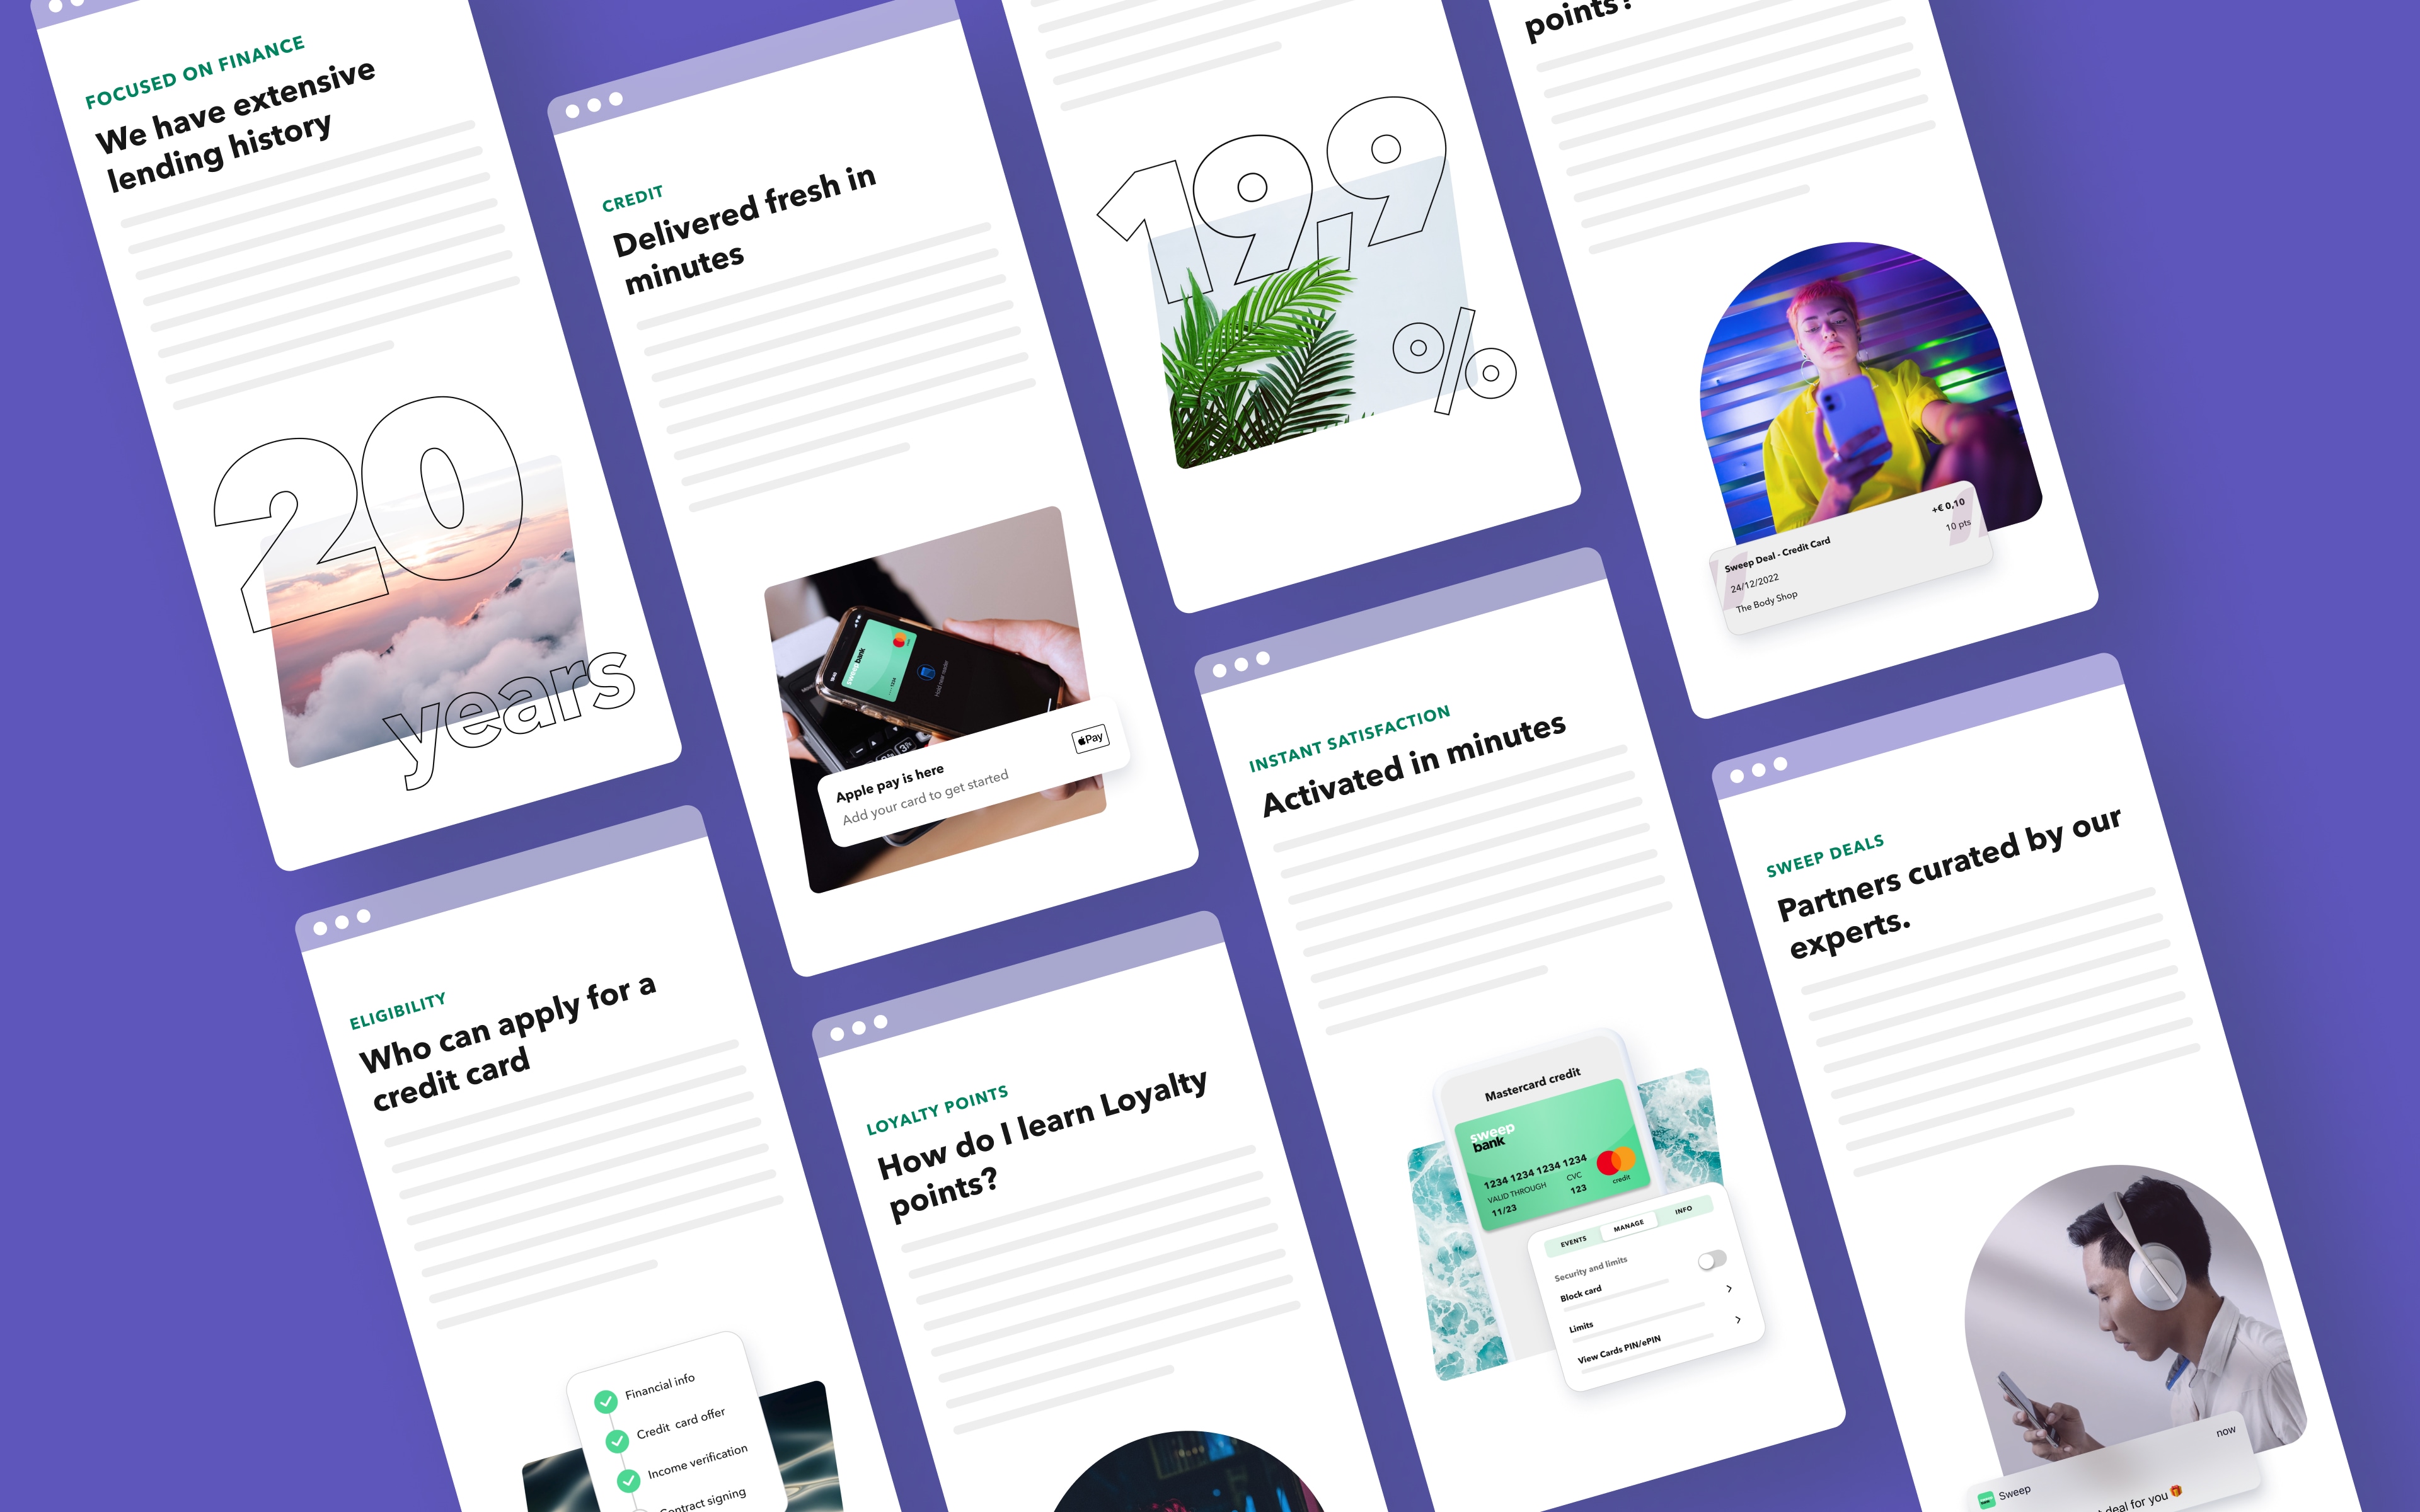 FOCUSED ON FINANCE
We have extensive
lending history
20
years
CREDIT
Delivered fresh in
minutes
sweep bank
Hold near reader
Apple pay is here
Add your card to get started
Pay
19,9
%
points?
Sweep Deal - Credit Card
+€ 0,10
24/12/2022
10 pts
The Body Shop
ELIGIBILITY
Who can apply for a
credit card
Financial info
Credit card offer
Income verification
Contract signing
LOYALTY POINTS
How do I learn Loyalty
points?
INSTANT SATISFACTION
Activated in minutes
Mastercard credit
sweep
bank
1234 1234 1234 1234
VALID THROUGH
CVC
11/23
123
credit
EVENTS
MANAGE
INFO
Security and limits
Block card
Limits
View Cards PIN/ePIN
SWEEP DEALS
Partners curated by our
experts.
Sweep
now
deal for you 🎁